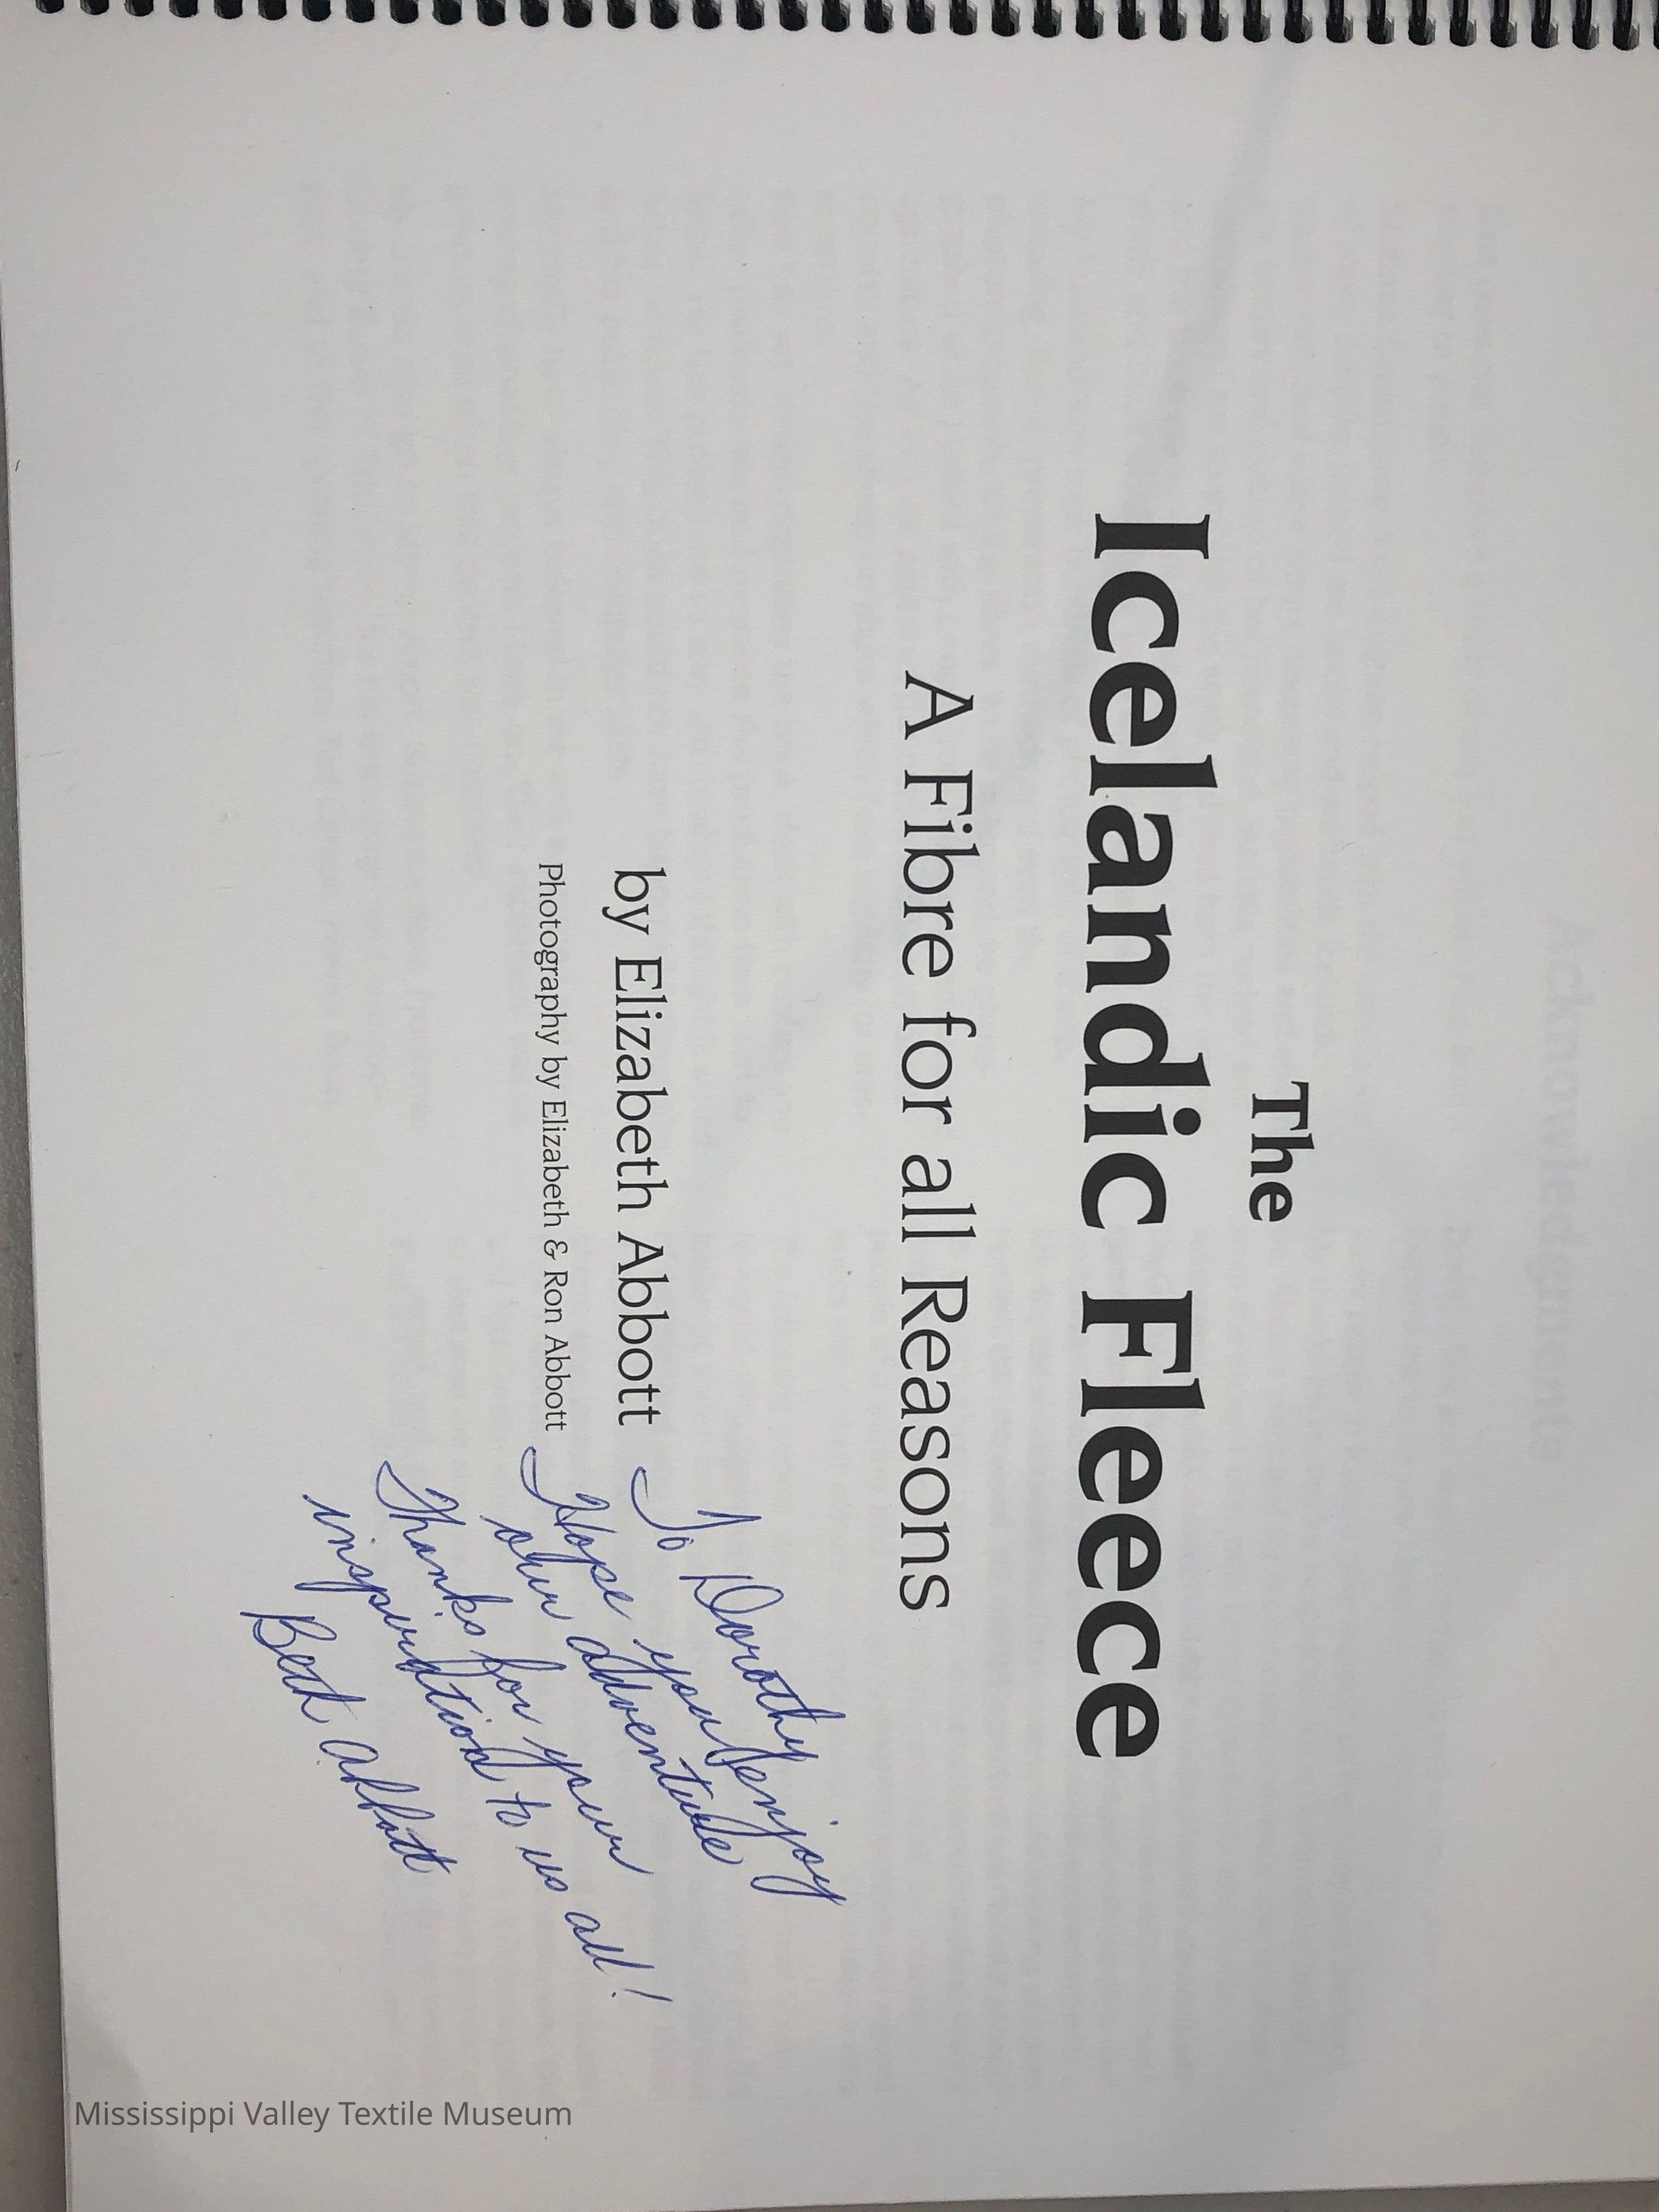 The
Icelandic Fleece
A Fibre for all Reasons
by Elizabeth Abbott
Photography by Elizabeth & Ron Abbott
To Dorothy
Hope you enjoy
your adventure
Thanks for your
inspiration to us all!
Beth Abbott
Mississippi Valley Textile Museum